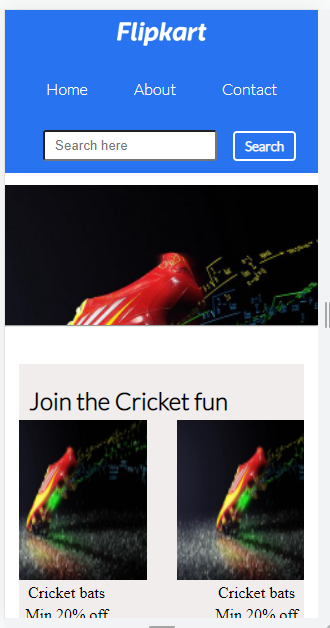 Flipkart
Home About Contact
Search here Search
Join the Cricket fun
Cricket bats Cricket bats
Min 20% off Min 20% off